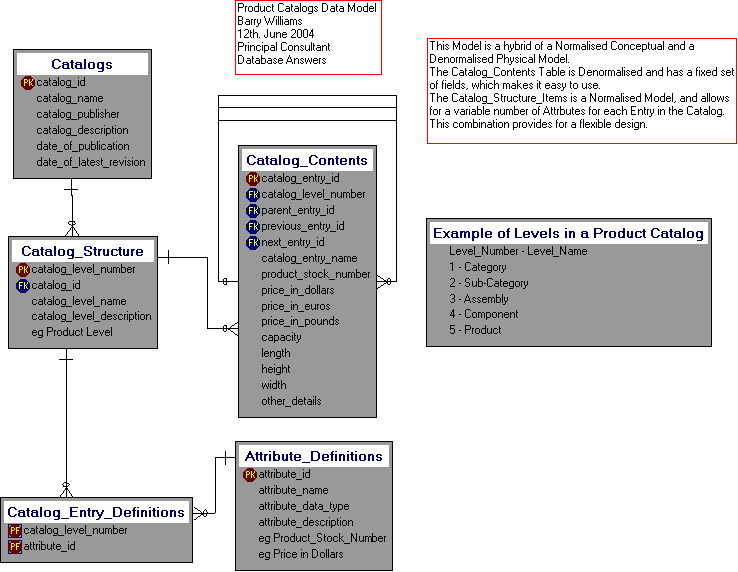 Product Catalogs Data Model
Barry Williams
12th. June 2004
Principal Consultant
Database Answers
This Model is a hybrid of a Normalised Conceptual and a
Denormalised Physical Model.
The Catalog_Contents Table is Denormalised and has a fixed set
of fields, which makes it easy to use.
The Catalog_Structure_Items is a Normalised Model, and allows
for a variable number of Attrbutes for each Entry in the Catalog.
This combination provides for a flexible design.
Catalogs
PK catalog_id
catalog_name
catalog_publisher
catalog_description
date_of_publication
date_of_latest_revision
Catalog_Contents
PK catalog_entry_id
Fk catalog_level_number
Fk parent_entry_id
Fk previous_entry_id
Fk next_entry_id
catalog_entry_name
product_stock_number
price_in_dollars
price_in_euros
price_in_pounds
capacity
length
height
width
other_details
Catalog_Structure
PK catalog_level_number
Fk catalog_id
catalog_level_name
catalog_level_description
eg Product Level
Example of Levels in a Product Catalog
Level_Number - Level_Name
1 - Category
2 - Sub-Category
3 - Assembly
4 - Component
5 - Product
Attribute_Definitions
PK attribute_id
attribute_name
attribute_data_type
attribute_description
eg Product_Stock_Number
eg Price in Dollars
Catalog_Entry_Definitions
PF catalog_level_number
PF attribute_id